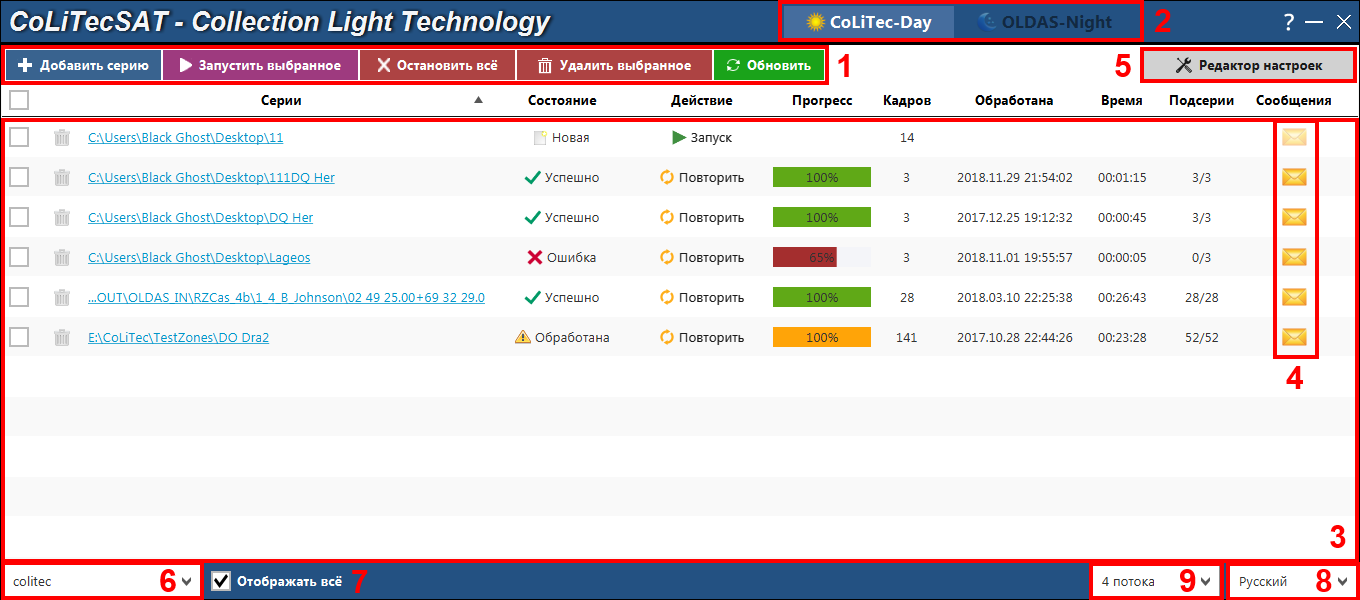 CoLiTecSAT - Collection Light Technology CoLiTec-Day OLDAS-Night 2 ?
Добавить серию Запустить выбранное Остановить всё Удалить выбранное Обновить 1 5 Редактор настроек
Серии Состояние Действие Прогресс Кадров Обработана Время Подсерии Сообщения
C:\Users\Black Ghost\Desktop\11 Новая Запуск 14
C:\Users\Black Ghost\Desktop\111DQ Her Успешно Повторить 100% 3 2018.11.29 21:54:02 00:01:15 3/3
C:\Users\Black Ghost\Desktop\DQ Her Успешно Повторить 100% 3 2017.12.25 19:12:32 00:00:45 3/3
C:\Users\Black Ghost\Desktop\Lageos Ошибка Повторить 65% 3 2018.11.01 19:55:57 00:00:05 0/3
...OUT\OLDAS_IN\RZCas_4b\1_4_B_Johnson\02 49 25.00+69 32 29.0 Успешно Повторить 100% 28 2018.03.10 22:25:38 00:26:43 28/28
E:\CoLiTec\TestZones\DO Dra2 Обработана Повторить 100% 141 2017.10.28 22:44:26 00:23:28 52/52
4
3
colitec 6 Отображать всё 7 4 потока 9 Русский 8